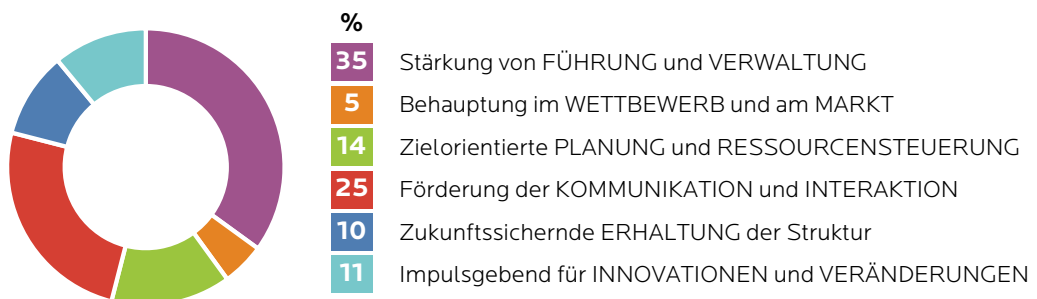 %
35 Stärkung von FÜHRUNG und VERWALTUNG
5 Behauptung im WETTBEWERB und am MARKT
14 Zielorientierte PLANUNG und RESSOURCENSTEUERUNG
25 Förderung der KOMMUNIKATION und INTERAKTION
10 Zukunftssichernde ERHALTUNG der Struktur
11 Impulsgebend für INNOVATIONEN und VERÄNDERUNGEN